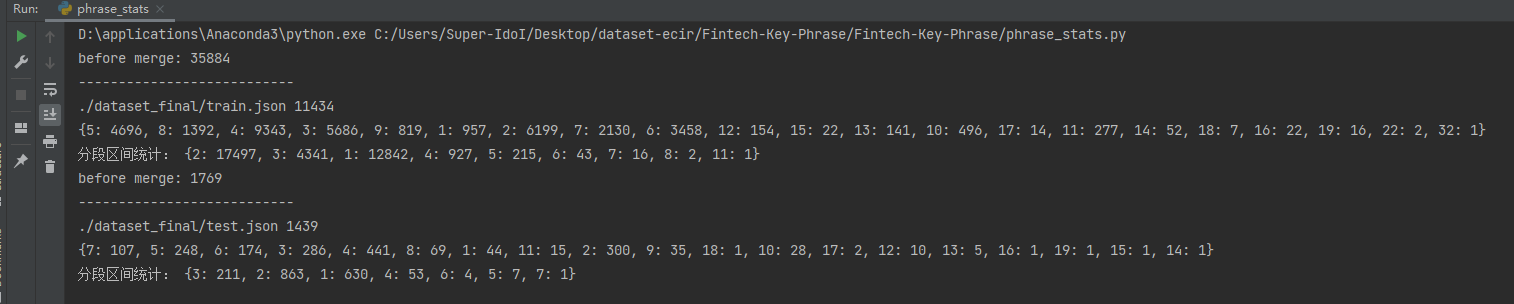 Run: phrase_stats
D:\applications\Anaconda3\python.exe C:/Users/Super-IdoI/Desktop/dataset-ecir/Fintech-Key-Phrase/Fintech-Key-Phrase/phrase_stats.py
before merge: 35884
---------------------------
./dataset_final/train.json 11434
{5: 4696, 8: 1392, 4: 9343, 3: 5686, 9: 819, 1: 957, 2: 6199, 7: 2130, 6: 3458, 12: 154, 15: 22, 13: 141, 10: 496, 17: 14, 11: 277, 14: 52, 18: 7, 16: 22, 19: 16, 22: 2, 32: 1}
分段区间统计: {2: 17497, 3: 4341, 1: 12842, 4: 927, 5: 215, 6: 43, 7: 16, 8: 2, 11: 1}
before merge: 1769
---------------------------
./dataset_final/test.json 1439
{7: 107, 5: 248, 6: 174, 3: 286, 4: 441, 8: 69, 1: 44, 11: 15, 2: 300, 9: 35, 18: 1, 10: 28, 17: 2, 12: 10, 13: 5, 16: 1, 19: 1, 15: 1, 14: 1}
分段区间统计: {3: 211, 2: 863, 1: 630, 4: 53, 6: 4, 5: 7, 7: 1}